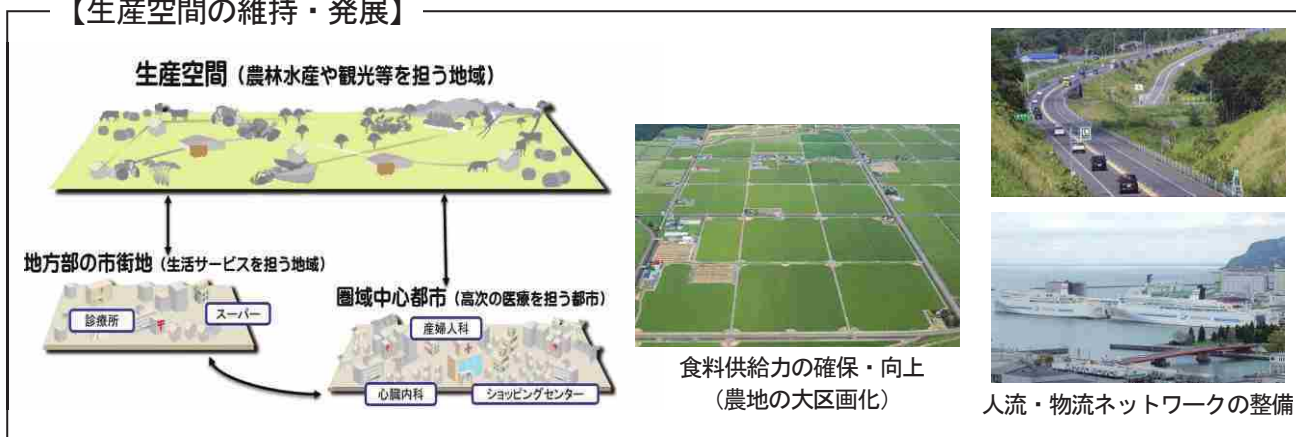 【生産空間の維持・発展】
生産空間(農林水産や観光等を担う地域)
地方部の市街地(生活サービスを担う地域)
診療所
スーパー
圏域中心都市(高次の医療を担う都市)
産婦人科
心臓内科
ショッピングセンター
食料供給力の確保・向上
(農地の大区画化)
人流・物流ネットワークの整備